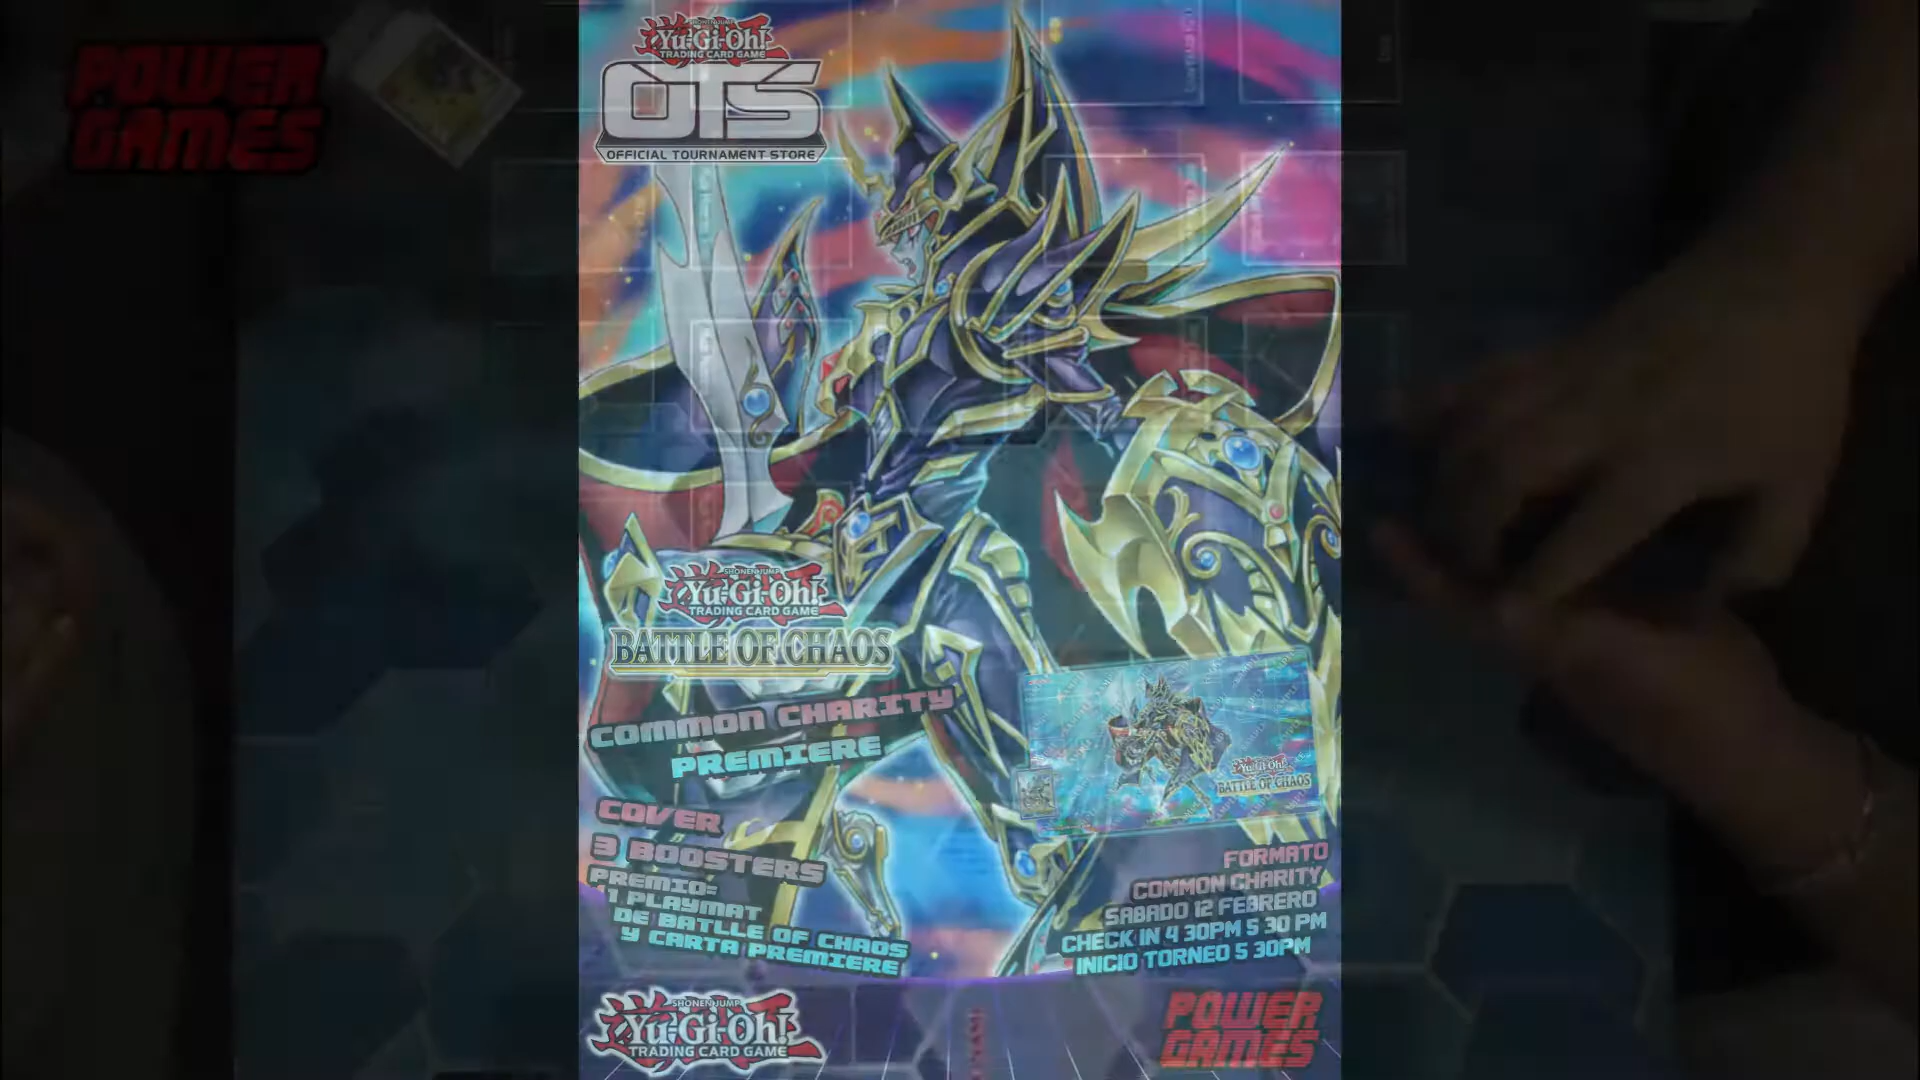 POWER
GAMES
SHONEN JUMP
Yu-Gi-Oh!
TRADING CARD GAME
OTS
OFFICIAL TOURNAMENT STORE
SHONEN JUMP
Yu-Gi-Oh!
TRADING CARD GAME
BATTLE OF CHAOS
COMMON CHARITY
PREMIERE
Yu-Gi-Oh!
BATTLE OF CHAOS
COVER
3 BOOSTERS
PREMIO:
1 PLAYMAT
DE BATLLE OF CHAOS
Y CARTA PREMIERE
FORMATO
COMMON CHARITY
SABADO 12 FEBRERO
CHECK IN 4 30PM 5 30 PM
INICIO TORNEO 5 30PM
SHONEN JUMP
Yu-Gi-Oh!
TRADING CARD GAME
POWER
GAMES